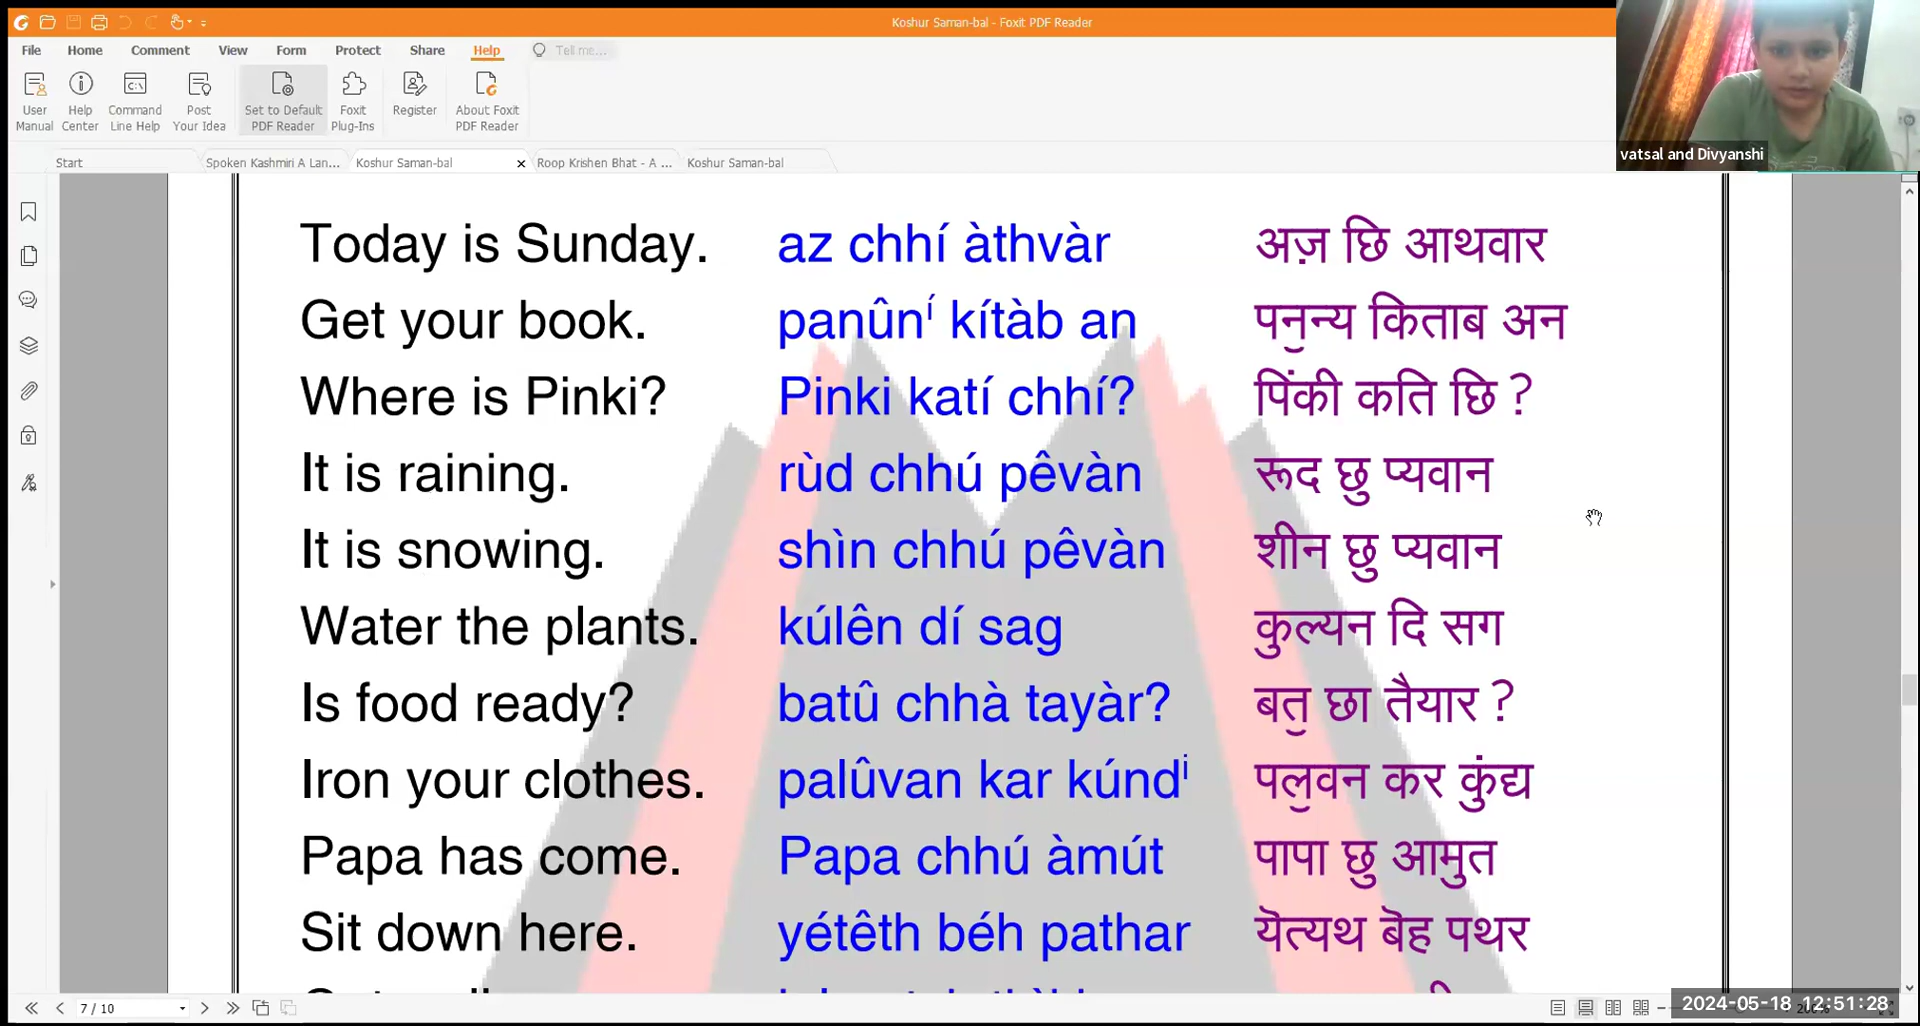 Koshur Saman-bal - Foxit PDF Reader
File Home Comment View Form Protect Share Help Tell me...
User Manual Help Center Command Line Help Post Your Idea Set to Default PDF Reader Foxit Plug-Ins Register About Foxit PDF Reader
vatsal and Divyanshi
Start Spoken Kashmiri A Lan... Koshur Saman-bal Roop Krishen Bhat - A ... Koshur Saman-bal
Today is Sunday. az chhí àthvàr अज़ छि आथवार
Get your book. panûnⁱ́ kítàb an पनॖन्य किताब अन
Where is Pinki? Pinki katí chhí? पिंकी कति छि ?
It is raining. rùd chhú pêvàn रूद छु प्यवान
It is snowing. shìn chhú pêvàn शीन छु प्यवान
Water the plants. kúlên dí sag कुल्यन दि सग
Is food ready? batû chhà tayàr? बतॖ छा तैयार ?
Iron your clothes. palûvan kar kúndⁱ पलॖवन कर कुंद्य
Papa has come. Papa chhú àmút पापा छु आमुत
Sit down here. yétêth béh pathar यॆत्यथ बॆह पथर
7 / 10
2024-05-18 12:51:28